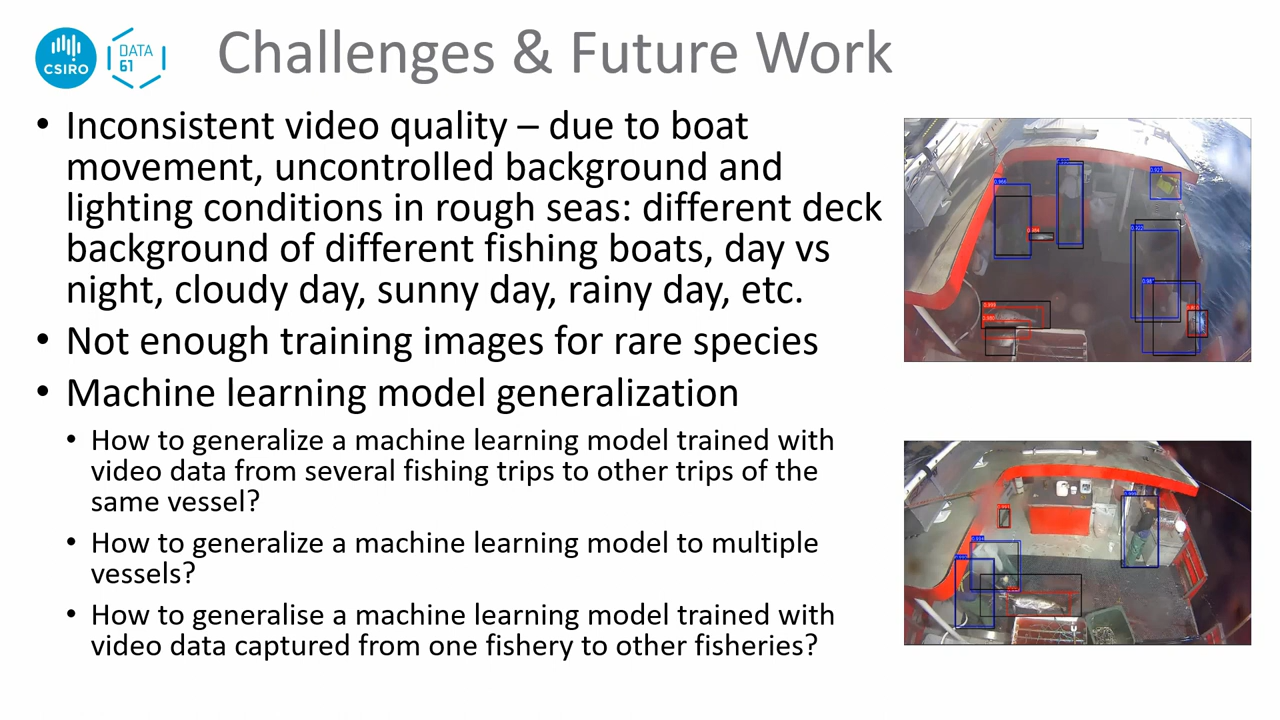 CSIRO
DATA
61
Challenges & Future Work
• Inconsistent video quality – due to boat
movement, uncontrolled background and
lighting conditions in rough seas: different deck
background of different fishing boats, day vs
night, cloudy day, sunny day, rainy day, etc.
• Not enough training images for rare species
• Machine learning model generalization
• How to generalize a machine learning model trained with
video data from several fishing trips to other trips of the
same vessel?
• How to generalize a machine learning model to multiple
vessels?
• How to generalise a machine learning model trained with
video data captured from one fishery to other fisheries?